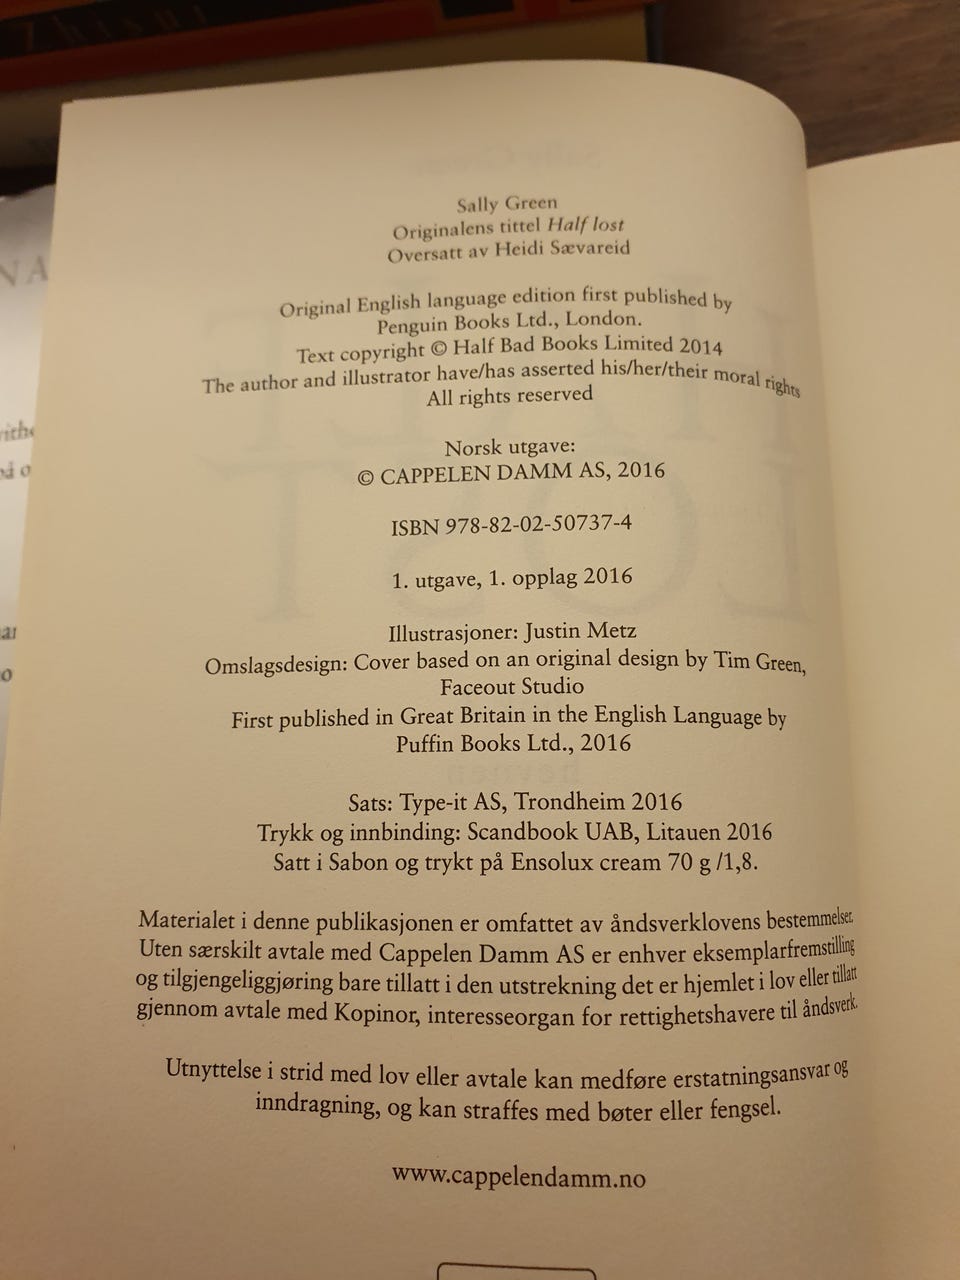 Sally Green
Originalens tittel Half lost
Oversatt av Heidi Sævareid
Original English language edition first published by
Penguin Books Ltd., London.
Text copyright © Half Bad Books Limited 2014
The author and illustrator have/has asserted his/her/their moral rights
All rights reserved
Norsk utgave:
© CAPPELEN DAMM AS, 2016
ISBN 978-82-02-50737-4
1. utgave, 1. opplag 2016
Illustrasjoner: Justin Metz
Omslagsdesign: Cover based on an original design by Tim Green,
Faceout Studio
First published in Great Britain in the English Language by
Puffin Books Ltd., 2016
Sats: Type-it AS, Trondheim 2016
Trykk og innbinding: Scandbook UAB, Litauen 2016
Satt i Sabon og trykt på Ensolux cream 70 g /1,8.
Materialet i denne publikasjonen er omfattet av åndsverklovens bestemmelser.
Uten særskilt avtale med Cappelen Damm AS er enhver eksemplarfremstilling
og tilgjengeliggjøring bare tillatt i den utstrekning det er hjemlet i lov eller tillatt
gjennom avtale med Kopinor, interesseorgan for rettighetshavere til åndsverk.
Utnyttelse i strid med lov eller avtale kan medføre erstatningsansvar og
inndragning, og kan straffes med bøter eller fengsel.
www.cappelendamm.no